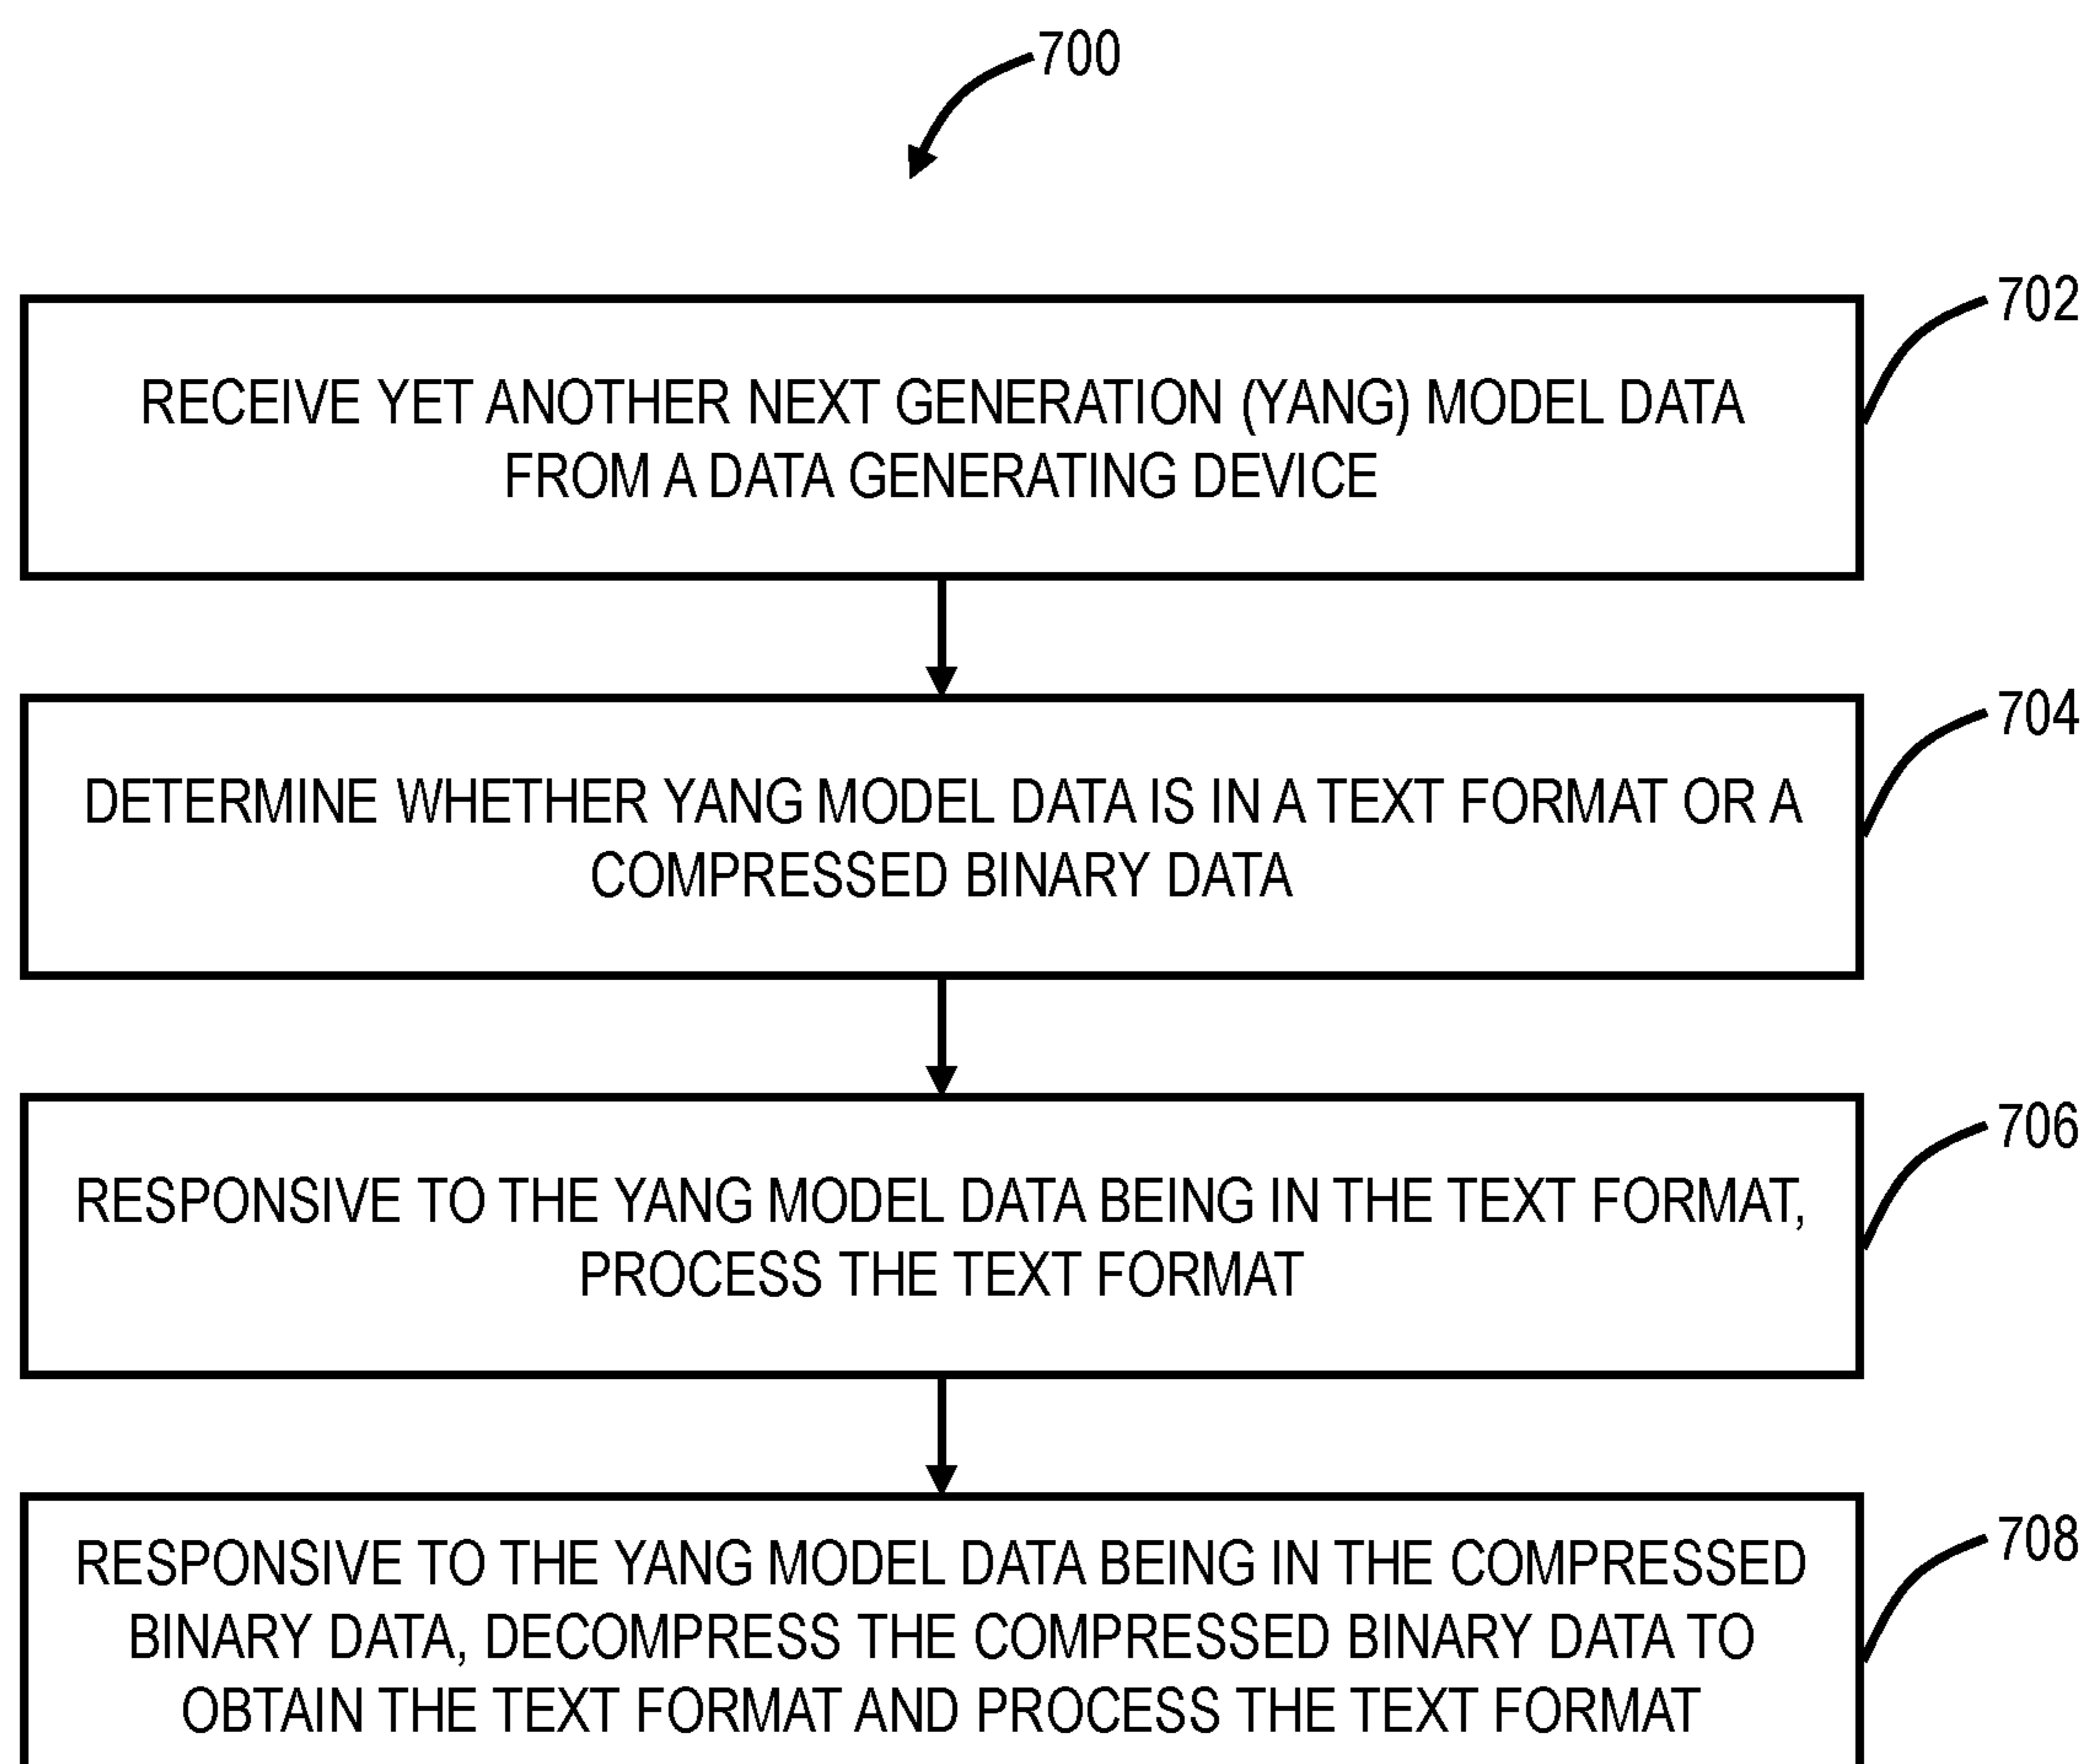 700
702
RECEIVE YET ANOTHER NEXT GENERATION (YANG) MODEL DATA
FROM A DATA GENERATING DEVICE
704
DETERMINE WHETHER YANG MODEL DATA IS IN A TEXT FORMAT OR A
COMPRESSED BINARY DATA
706
RESPONSIVE TO THE YANG MODEL DATA BEING IN THE TEXT FORMAT,
PROCESS THE TEXT FORMAT
708
RESPONSIVE TO THE YANG MODEL DATA BEING IN THE COMPRESSED
BINARY DATA, DECOMPRESS THE COMPRESSED BINARY DATA TO
OBTAIN THE TEXT FORMAT AND PROCESS THE TEXT FORMAT